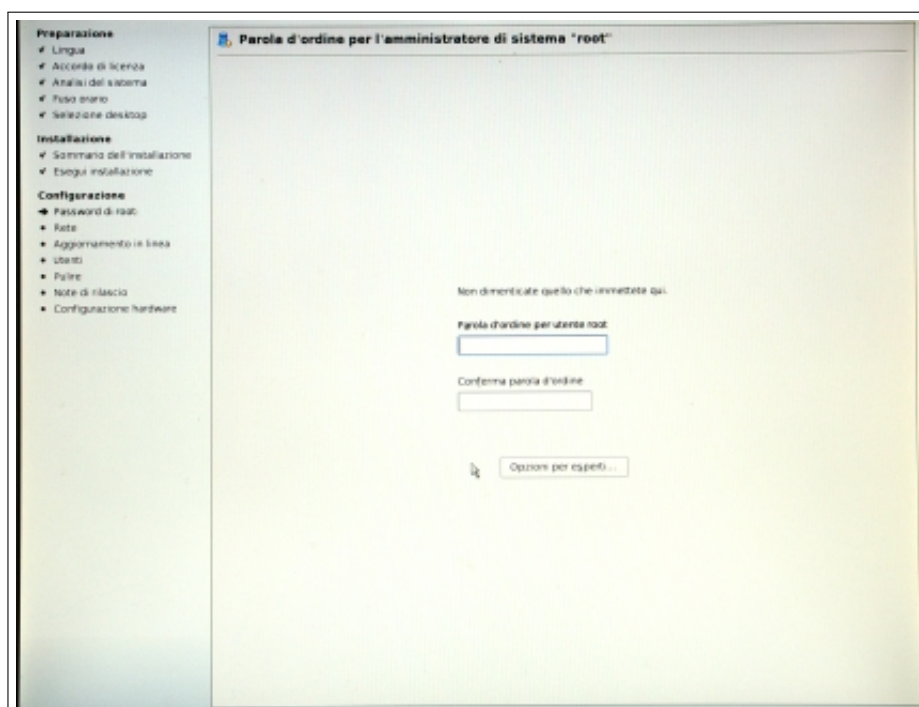 Preparazione
Lingua
Accordo di licenza
Analisi del sistema
Fuso orario
Selezione desktop
Installazione
Sommario dell'installazione
Esegui installazione
Configurazione
Password di root
Rete
Aggiornamento in linea
Utenti
Pulire
Note di rilascio
Configurazione hardware
Parola d'ordine per l'amministratore di sistema "root"
Non dimenticate quello che immettete qui.
Parola d'ordine per utente root
Conferma parola d'ordine
Opzioni per esperti...